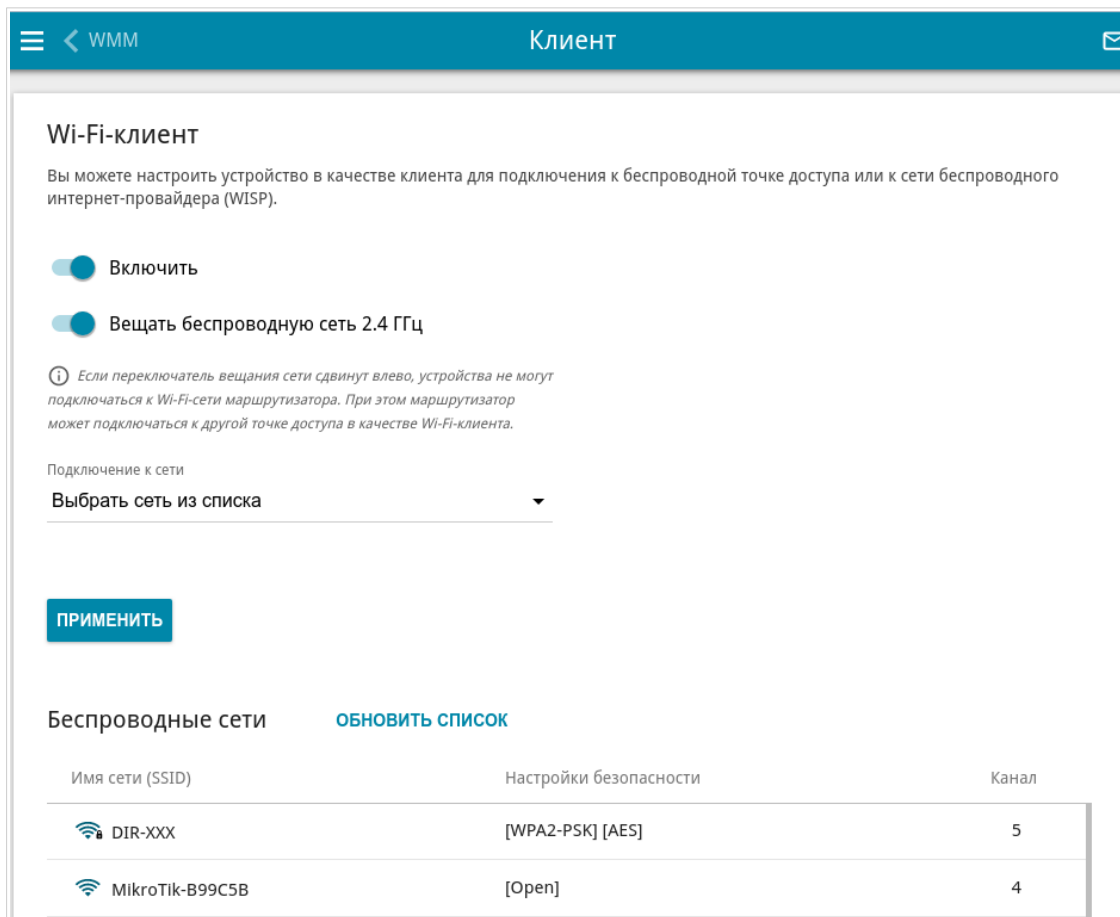 WMM
Клиент
Wi-Fi-клиент
Вы можете настроить устройство в качестве клиента для подключения к беспроводной точке доступа или к сети беспроводного
интернет-провайдера (WISP).
Включить
Вещать беспроводную сеть 2.4 ГГц
Если переключатель вещания сети сдвинут влево, устройства не могут
подключаться к Wi-Fi-сети маршрутизатора. При этом маршрутизатор
может подключаться к другой точке доступа в качестве Wi-Fi-клиента.
Подключение к сети
Выбрать сеть из списка
ПРИМЕНИТЬ
Беспроводные сети ОБНОВИТЬ СПИСОК
Имя сети (SSID) Настройки безопасности Канал
DIR-XXX [WPA2-PSK] [AES] 5
MikroTik-B99C5B [Open] 4